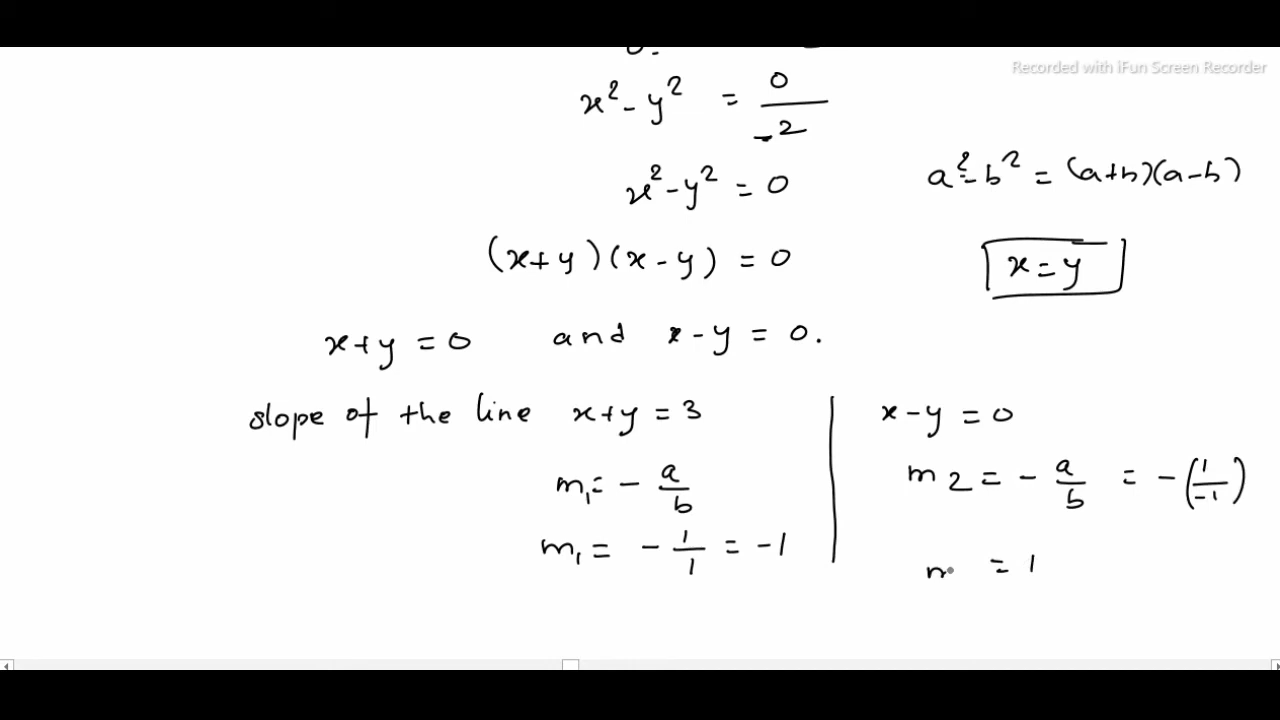 Recorded with iFun Screen Recorder
x² - y² = 0/-2
x² - y² = 0
a² - b² = (a+b)(a-b)
(x+y)(x-y) = 0
x = y
x+y = 0 and x-y = 0.
slope of the line x+y = 3
x-y = 0
m₁ = - a/b
m2 = - a/b = -(1/-1)
m₁ = - 1/1 = -1
= 1